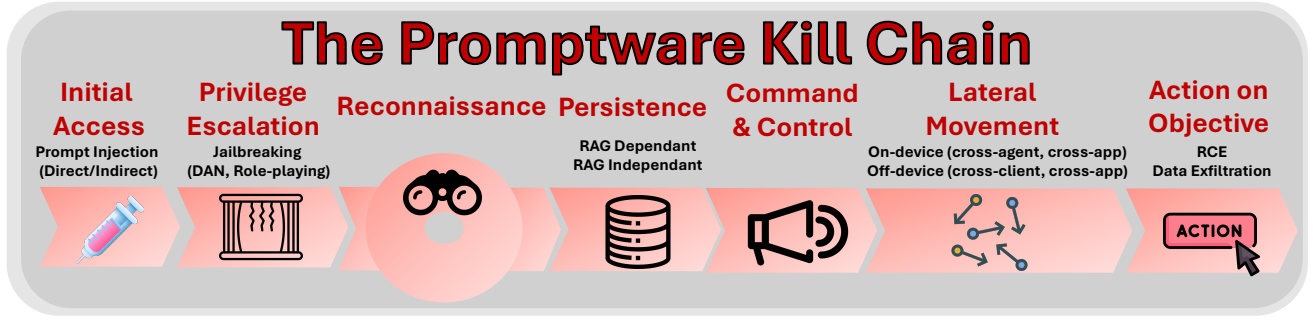 The Promptware Kill Chain
Initial
Access
Prompt Injection
(Direct/Indirect)
Privilege
Escalation
Jailbreaking
(DAN, Role-playing)
Reconnaissance
Persistence
RAG Dependant
RAG Independant
Command
& Control
Lateral
Movement
On-device (cross-agent, cross-app)
Off-device (cross-client, cross-app)
Action on
Objective
RCE
Data Exfiltration
ACTION